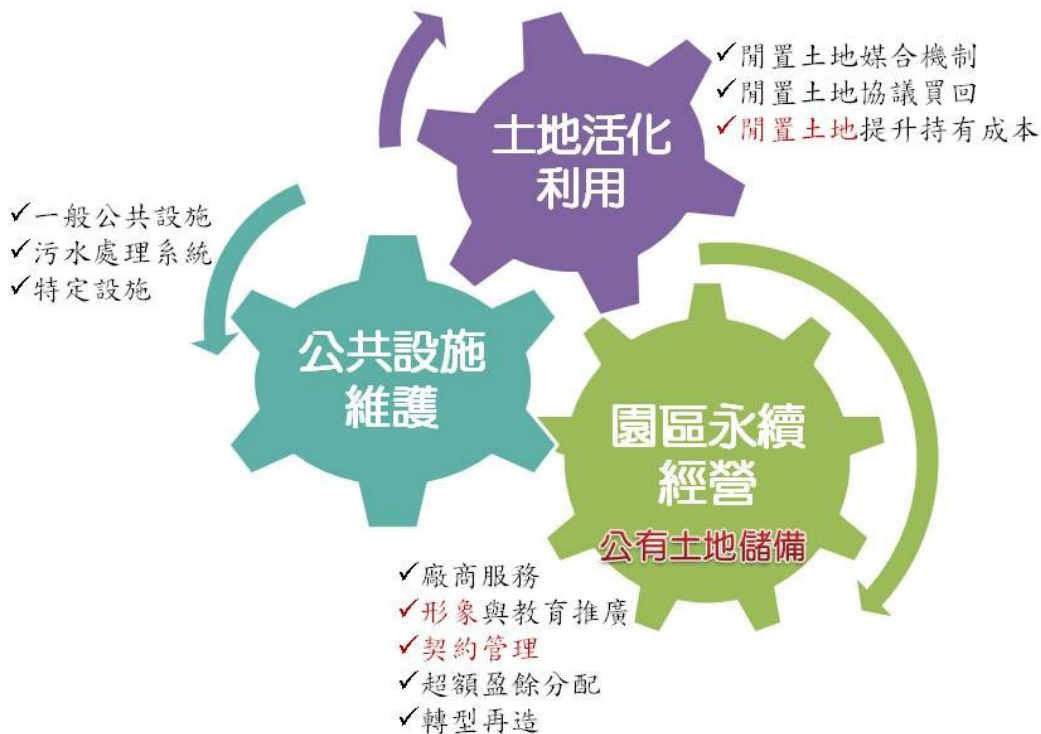 土地活化
利用
✓閒置土地媒合機制
✓閒置土地協議買回
✓閒置土地提升持有成本
✓一般公共設施
✓污水處理系統
✓特定設施
公共設施
維護
園區永續
經營
公有土地儲備
✓廠商服務
✓形象與教育推廣
✓契約管理
✓超額盈餘分配
✓轉型再造